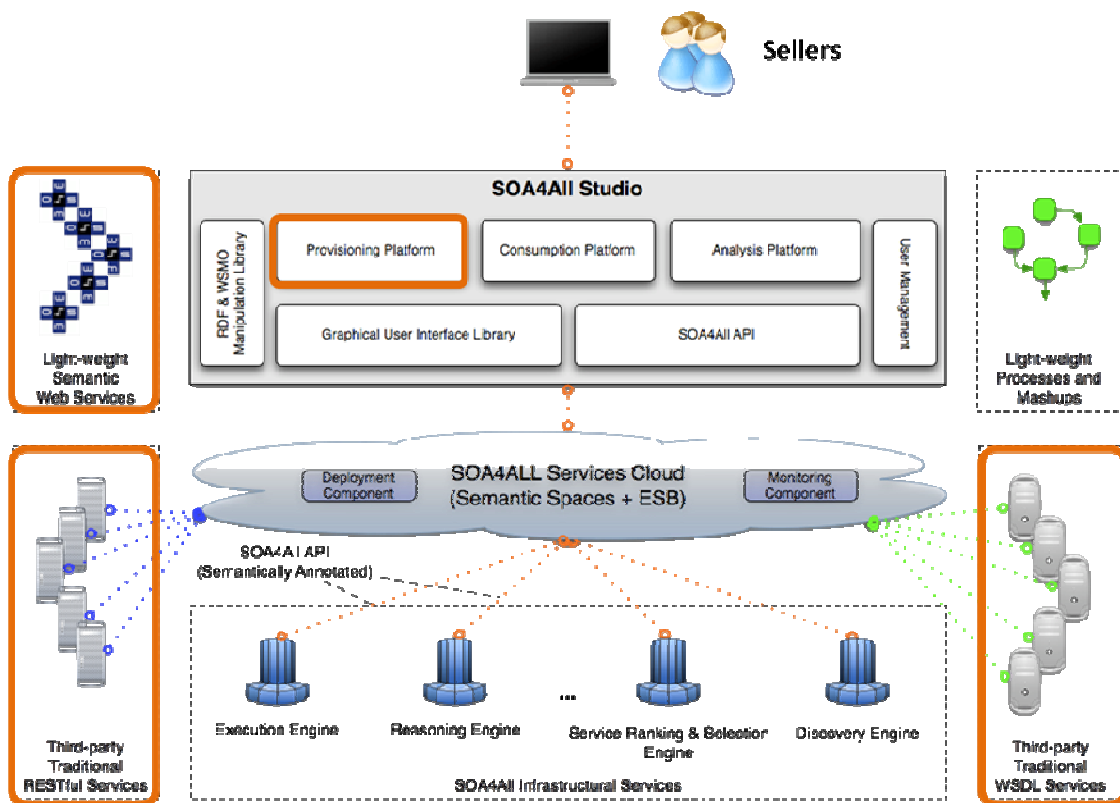 Sellers
SOA4All Studio
RDF & WSMO
Manipulation Library
Provisioning Platform
Consumption Platform
Analysis Platform
User Management
Graphical User Interface Library
SOA4All API
Light-weight
Semantic
Web Services
Light-weight
Processes and
Mashups
SOA4ALL Services Cloud
(Semantic Spaces + ESB)
Deployment
Component
Monitoring
Component
SOA4All API
(Semantically Annotated)
Execution Engine
Reasoning Engine
...
Service Ranking & Selection
Engine
Discovery Engine
SOA4All Infrastructural Services
Third-party
Traditional
RESTful Services
Third-party
Traditional
WSDL Services